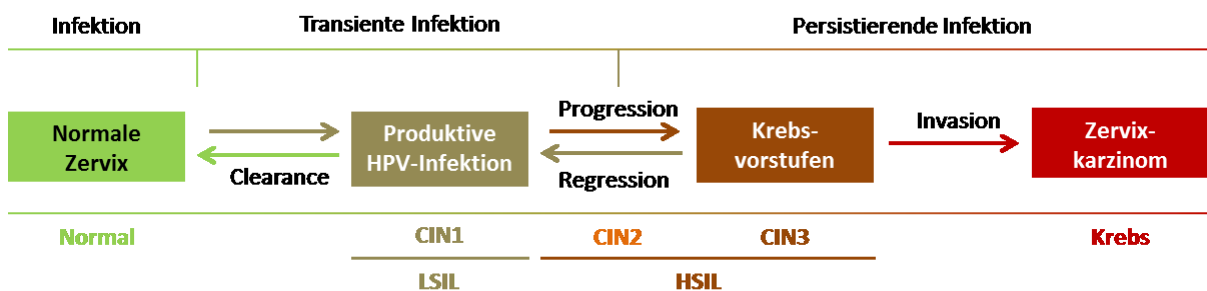 Infektion
Transiente Infektion
Persistierende Infektion
Normale
Zervix
Clearance
Produktive
HPV-Infektion
Progression
Regression
Krebs-
vorstufen
Invasion
Zervix-
karzinom
Normal
CIN1
CIN2
CIN3
Krebs
LSIL
HSIL